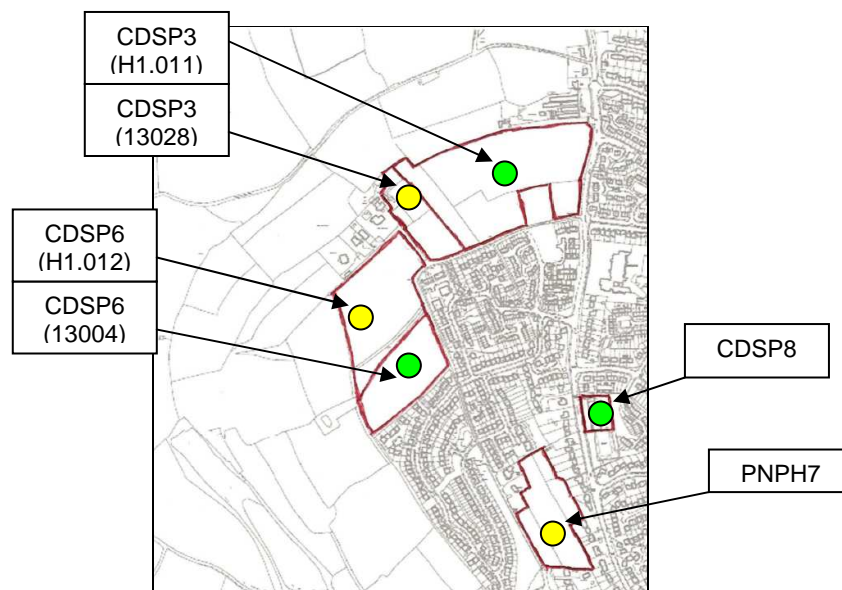 CDSP3
(H1.011)
CDSP3
(13028)
CDSP6
(H1.012)
CDSP6
(13004)
CDSP8
PNPH7